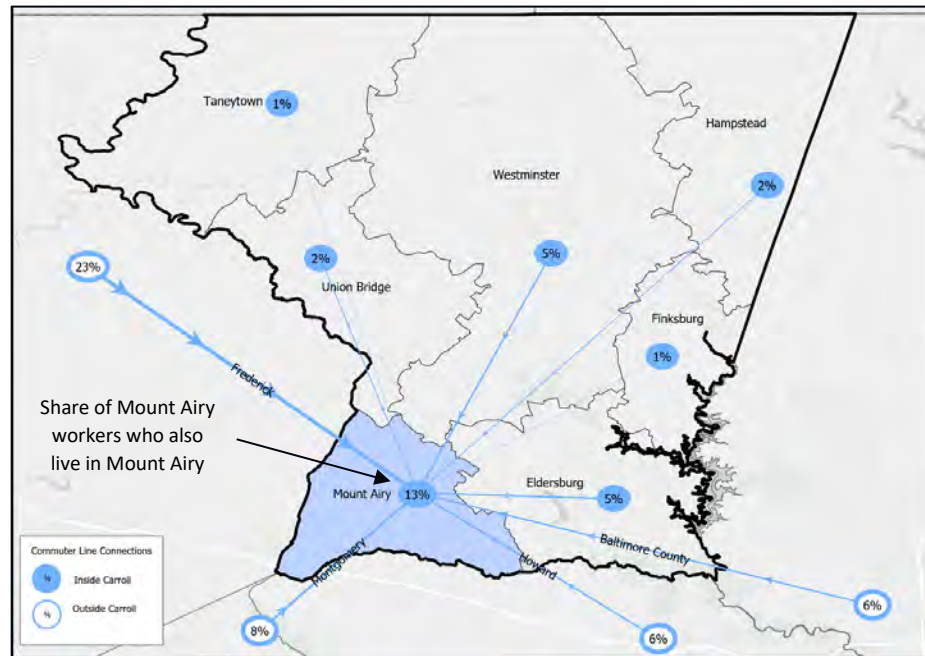 Taneytown
1%
Hampstead
Westminster
2%
5%
2%
23%
Union Bridge
Finksburg
1%
Frederick
Share of Mount Airy
workers who also
live in Mount Airy
Eldersburg
Mount Airy
13%
5%
Baltimore County
Montgomery
Howard
Commuter Line Connections
% Inside Carroll
% Outside Carroll
6%
8%
6%